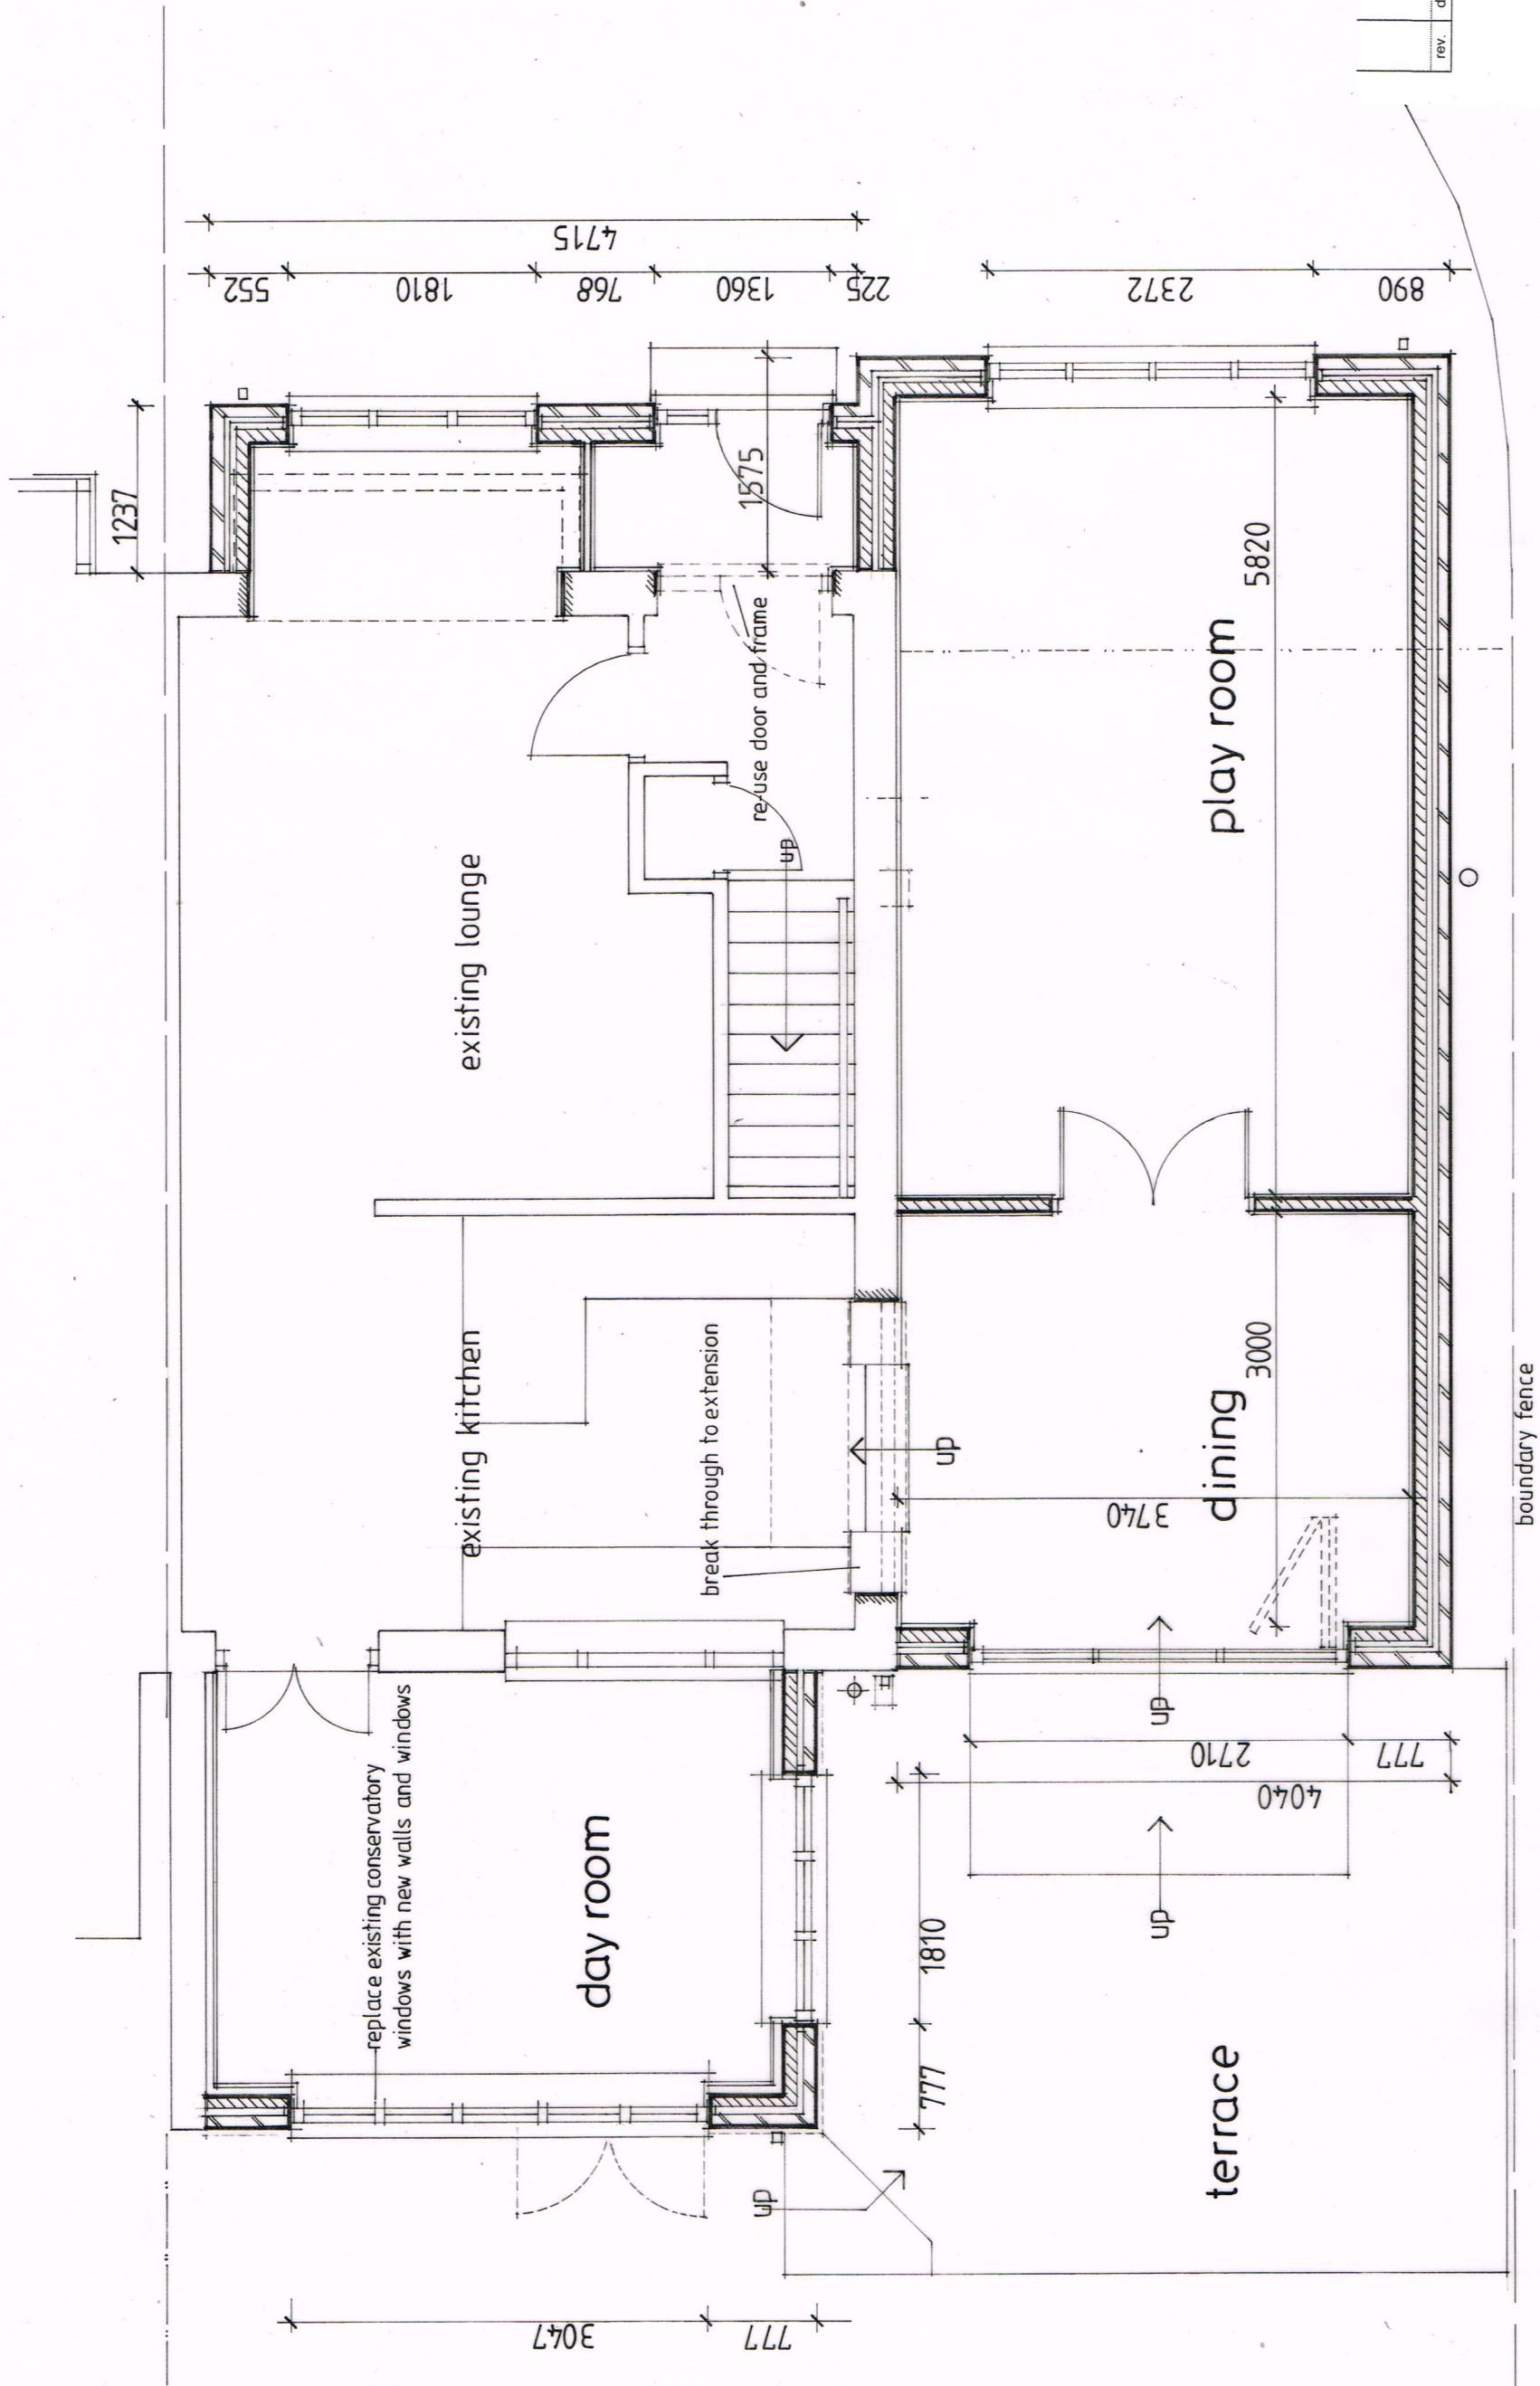 rev.
d
4715
552
1810
768
1360
225
2372
890
1237
1575
5820
re-use door and frame
play room
up
existing lounge
existing kitchen
break through to extension
3000
up
dining
3740
boundary fence
replace existing conservatory
windows with new walls and windows
day room
up
2710
777
4040
up
1810
777
terrace
up
3047
777